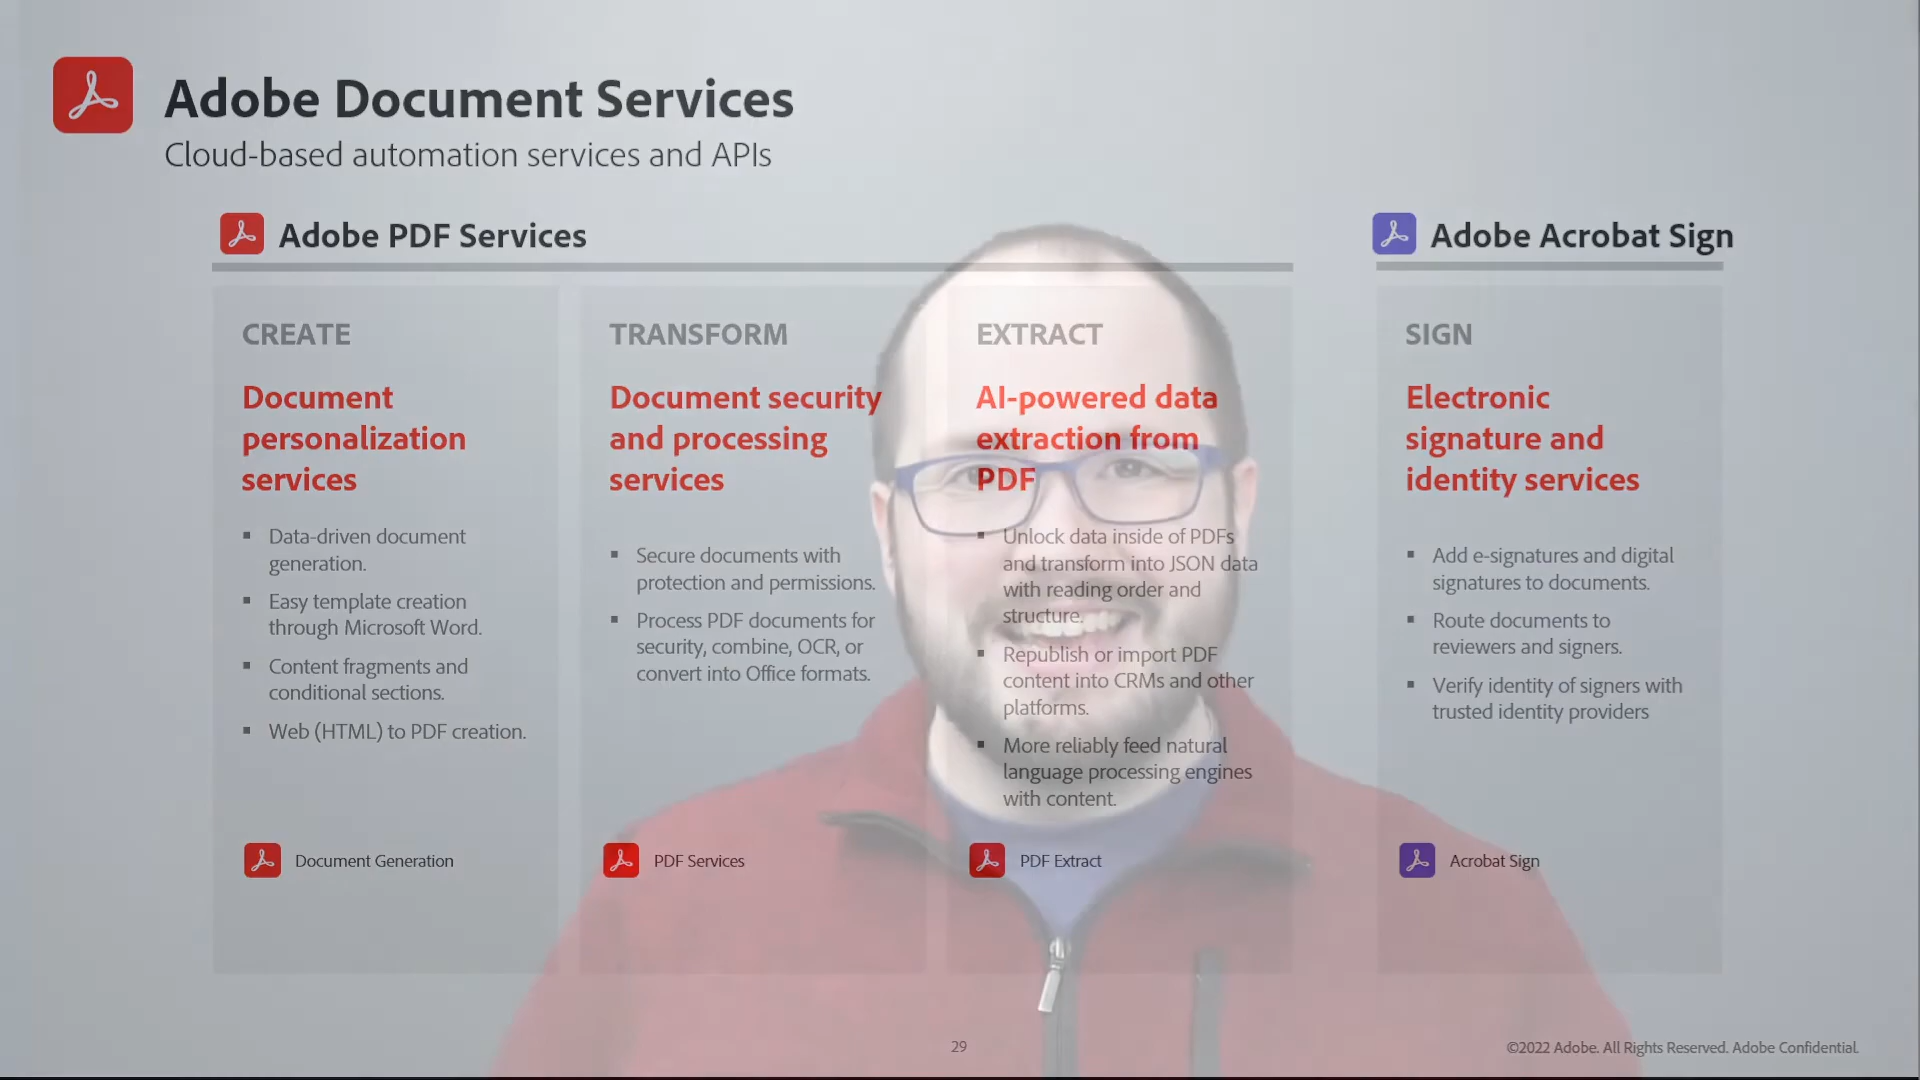 Adobe Document Services
Cloud-based automation services and APIs
Adobe PDF Services
CREATE
Document
personalization
services
Data-driven document
generation.
Easy template creation
through Microsoft Word.
Content fragments and
conditional sections.
Web (HTML) to PDF creation.
Document Generation
TRANSFORM
Document security
and processing
services
Secure documents with
protection and permissions.
Process PDF documents for
security, combine, OCR, or
convert into Office formats.
PDF Services
EXTRACT
AI-powered data
extraction from
PDF
Unlock data inside of PDFs
and transform into JSON data
with reading order and
structure.
Republish or import PDF
content into CRMs and other
platforms.
More reliably feed natural
language processing engines
with content.
PDF Extract
Adobe Acrobat Sign
SIGN
Electronic
signature and
identity services
Add e-signatures and digital
signatures to documents.
Route documents to
reviewers and signers.
Verify identity of signers with
trusted identity providers
Acrobat Sign
29
©2022 Adobe. All Rights Reserved. Adobe Confidential.